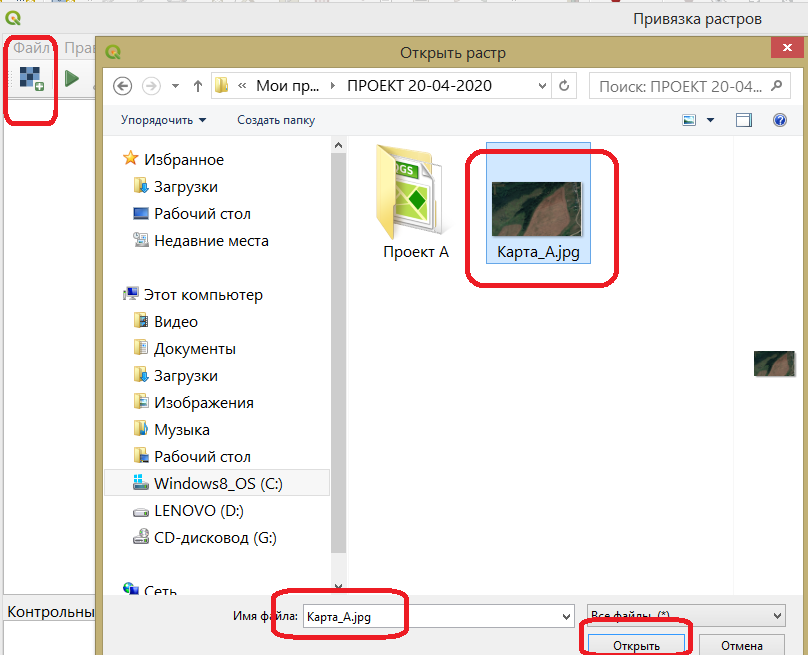 Привязка растров
Файл Прав
Открыть растр
« Мои пр... ПРОЕКТ 20-04-2020
Поиск: ПРОЕКТ 20-04...
Упорядочить Создать папку
Избранное
Загрузки
Рабочий стол
Недавние места
Этот компьютер
Видео
Документы
Загрузки
Изображения
Музыка
Рабочий стол
Windows8_OS (C:)
LENOVO (D:)
CD-дисковод (G:)
Сеть
QGS
Проект А
Карта_А.jpg
Контрольны
Имя файла: Карта_А.jpg
Все файлы (*)
Открыть Отмена